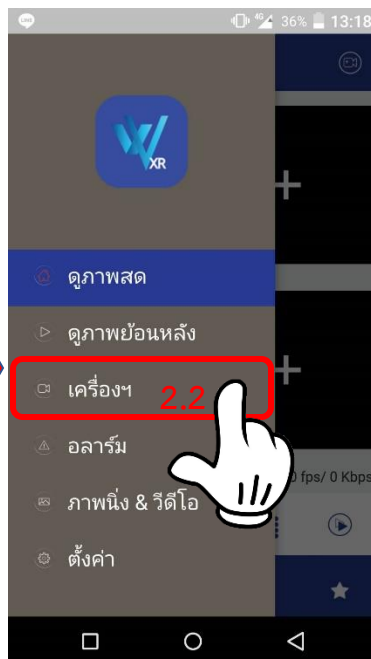 LINE 4G 36% 13:18
XR
ดูภาพสด
ดูภาพย้อนหลัง
เครื่องฯ 2.2
อลาร์ม
0 fps/ 0 Kbps
ภาพนิ่ง & วีดีโอ
ตั้งค่า